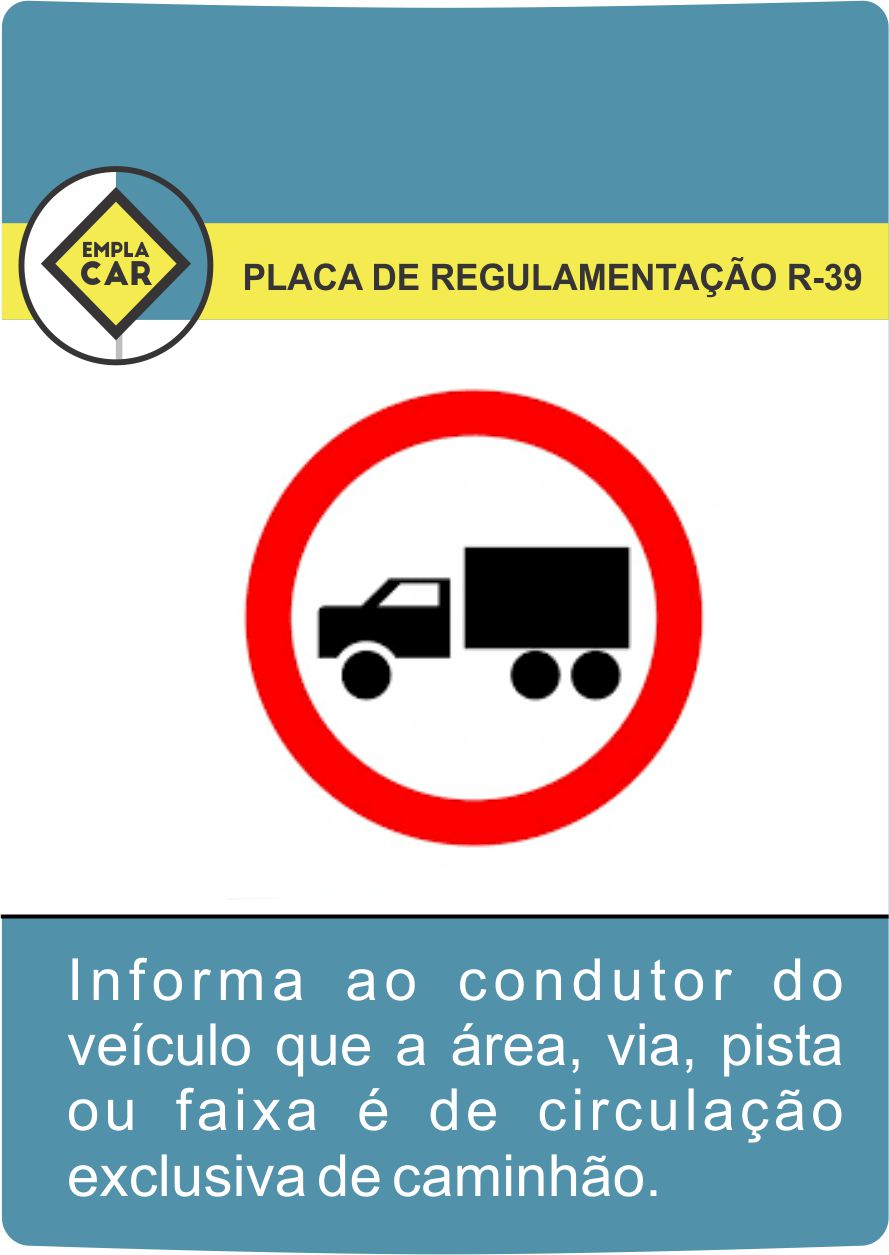 EMPLA
CAR
PLACA DE REGULAMENTAÇÃO R-39
Informa ao condutor do
veículo que a área, via, pista
ou faixa é de circulação
exclusiva de caminhão.